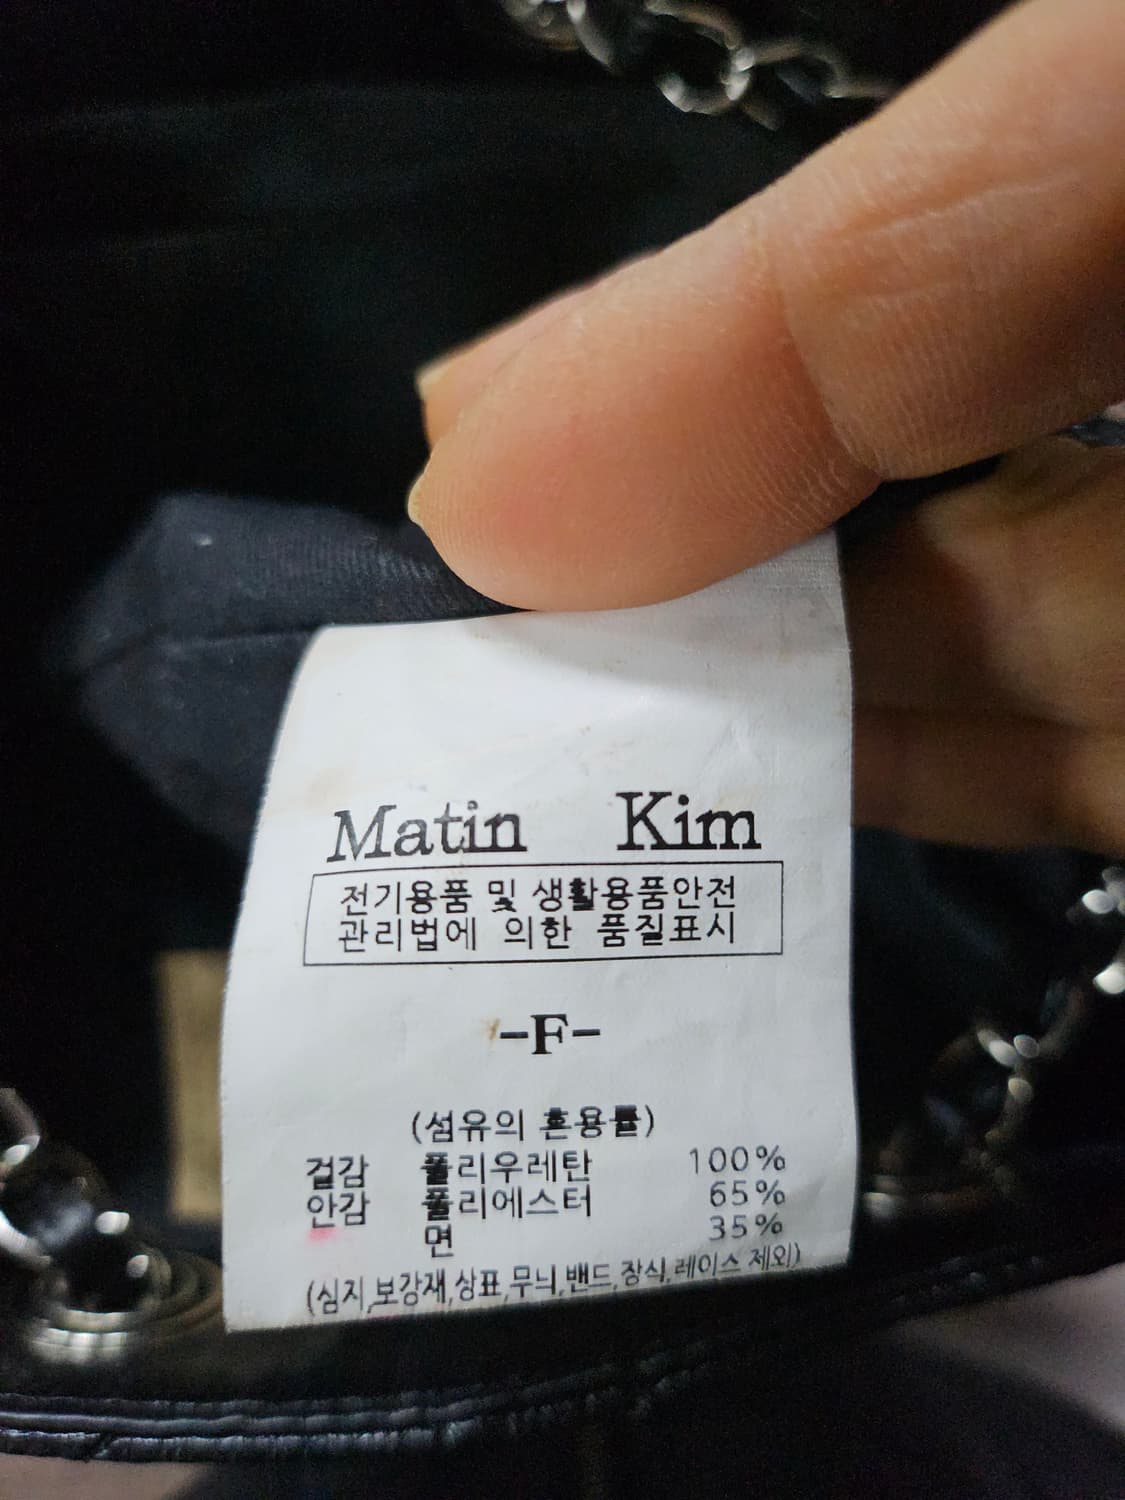 Matin Kim
전기용품 및 생활용품안전
관리법에 의한 품질표시
-F-
(섬유의 혼용률)
겉감 폴리우레탄 100%
안감 폴리에스터 65%
면 35%
(심지,보강재,상표,무늬,밴드,장식,레이스 제외)